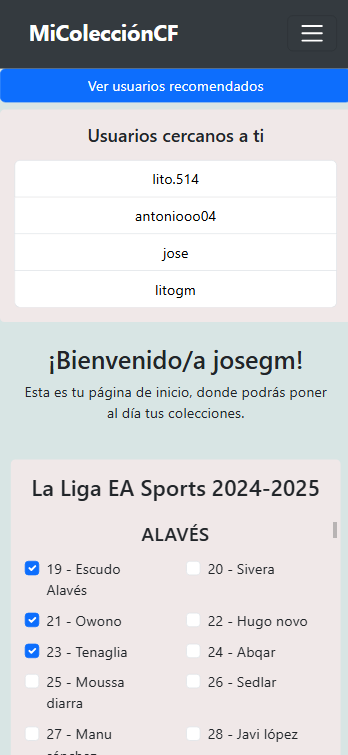 MiColecciónCF
Ver usuarios recomendados
Usuarios cercanos a ti
lito.514
antoniooo04
jose
litogm
¡Bienvenido/a josegm!
Esta es tu página de inicio, donde podrás poner
al día tus colecciones.
La Liga EA Sports 2024-2025
ALAVÉS
19 - Escudo
Alavés
20 - Sivera
21 - Owono
22 - Hugo novo
23 - Tenaglia
24 - Abqar
25 - Moussa
diarra
26 - Sedlar
27 - Manu
sánchez
28 - Javi lópez